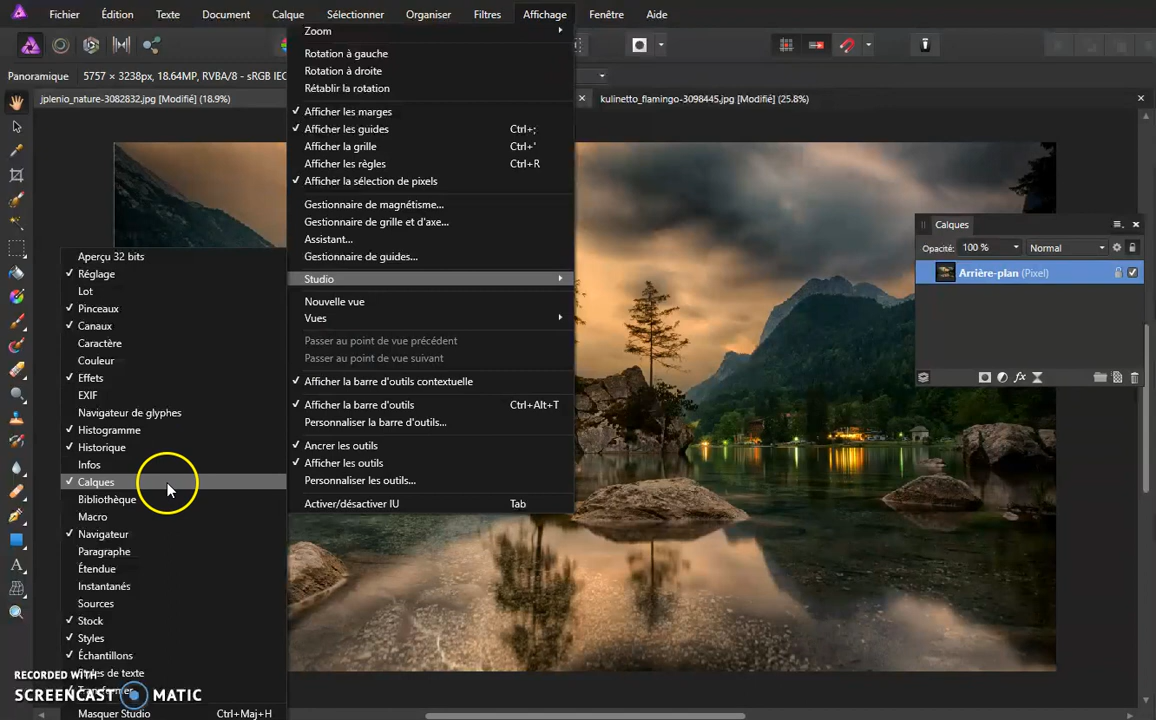 Fichier Édition Texte Document Calque Sélectionner Organiser Filtres Affichage Fenêtre Aide
Panoramique 5757 × 3238px, 18.64MP, RVBA/8 - sRGB IEC
jplenio_nature-3082832.jpg [Modifié] (18.9%)
kulinetto_flamingo-3098445.jpg [Modifié] (25.8%)
Zoom
Rotation à gauche
Rotation à droite
Rétablir la rotation
Afficher les marges
Afficher les guides Ctrl+;
Afficher la grille Ctrl+'
Afficher les règles Ctrl+R
Afficher la sélection de pixels
Gestionnaire de magnétisme...
Gestionnaire de grille et d'axe...
Assistant...
Gestionnaire de guides...
Studio
Nouvelle vue
Vues
Passer au point de vue précédent
Passer au point de vue suivant
Afficher la barre d'outils contextuelle
Afficher la barre d'outils Ctrl+Alt+T
Personnaliser la barre d'outils...
Ancrer les outils
Afficher les outils
Personnaliser les outils...
Activer/désactiver IU Tab
Aperçu 32 bits
Réglage
Lot
Pinceaux
Canaux
Caractère
Couleur
Effets
EXIF
Navigateur de glyphes
Histogramme
Historique
Infos
Calques
Bibliothèque
Macro
Navigateur
Paragraphe
Étendue
Instantanés
Sources
Stock
Styles
Échantillons
Styles de texte
Masquer Studio Ctrl+Maj+H
Calques
Opacité: 100 % Normal
Arrière-plan (Pixel)
RECORDED WITH
SCREENCAST MATIC